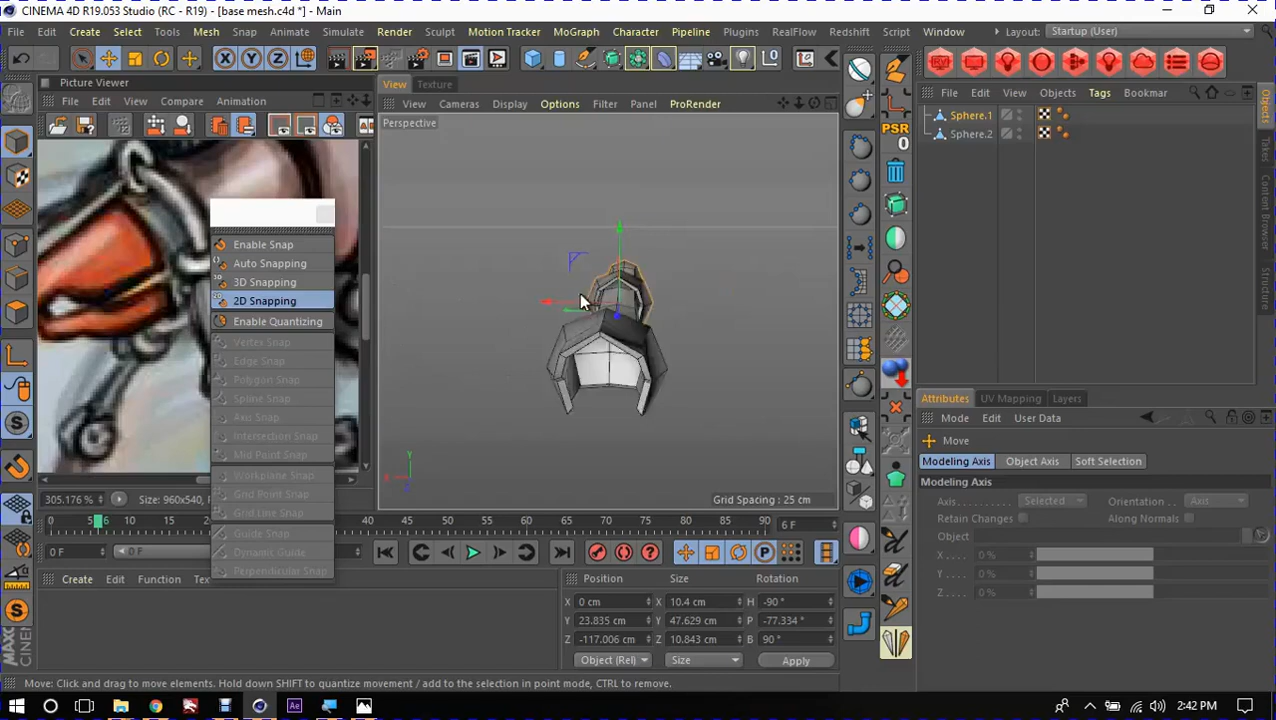 CINEMA 4D R19.053 Studio (RC - R19) - [base mesh.c4d *] - Main
File Edit Create Select Tools Mesh Snap Animate Simulate Render Sculpt Motion Tracker MoGraph Character Pipeline Plugins RealFlow Redshift Script Window Layout: Startup (User)
X Y Z
Picture Viewer
File Edit View Compare Animation
View Texture
View Cameras Display Options Filter Panel ProRender
Perspective
Enable Snap
Auto Snapping
3D Snapping
2D Snapping
Enable Quantizing
Vertex Snap
Edge Snap
Polygon Snap
Spline Snap
Axis Snap
Intersection Snap
Mid Point Snap
Workplane Snap
Grid Point Snap
Grid Line Snap
Guide Snap
Dynamic Guide
Perpendicular Snap
Y
X
Grid Spacing : 25 cm
305.176 % Size: 960x540,
File Edit View Objects Tags Bookmark
Sphere.1
Sphere.2
Objects
Takes
Content Browser
Structure
PSR
0
Attributes UV Mapping Layers
Mode Edit User Data
Move
Modeling Axis Object Axis Soft Selection
Modeling Axis
Axis . . . . . . Selected Orientation . . Axis
Retain Changes Along Normals
Object
X . . . . 0 %
Y . . . . 0 %
Z . . . . 0 %
0 5 6 10 15 20 40 45 50 55 60 65 70 75 80 85 90 6 F
0 F 0 F
Create Edit Function
Position Size Rotation
X 0 cm X 10.4 cm H -90 °
Y 23.835 cm Y 47.629 cm P -77.334 °
Z -117.006 cm Z 10.843 cm B 90 °
Object (Rel) Size Apply
Move: Click and drag to move elements. Hold down SHIFT to quantize movement / add to the selection in point mode, CTRL to remove.
2:42 PM